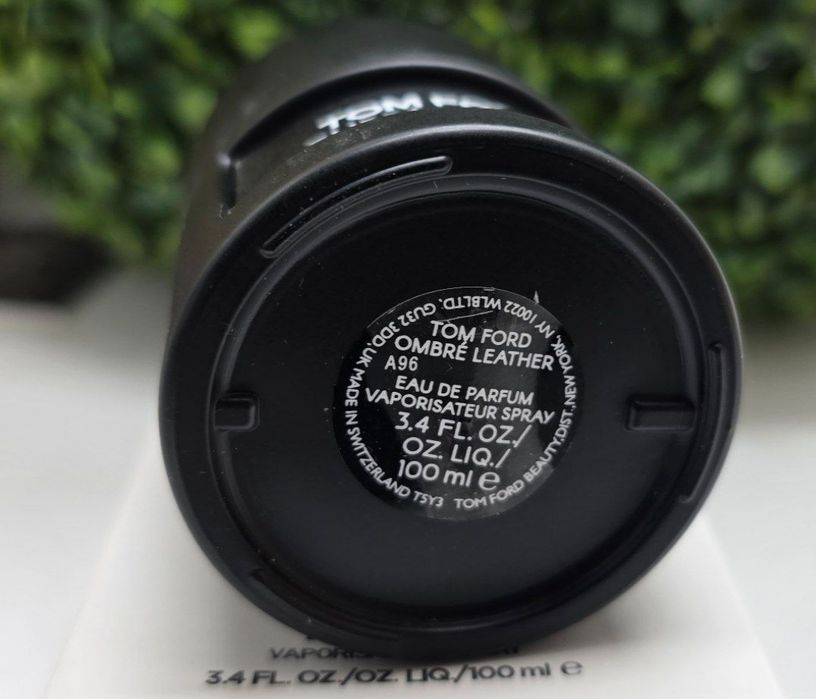 TOM
TOM FORD
OMBRÉ LEATHER
A96
EAU DE PARFUM
VAPORISATEUR SPRAY
3.4 FL. OZ./
OZ. LIQ./
100 ml ℮
TOM FORD BEAUTY,DIST.,NEW YORK, NY 10022 WLBLTD. GU32 3DD,UK MADE IN SWITZERLAND T5Y3
3.4 FL. OZ./OZ. LIQ./100 ml ℮